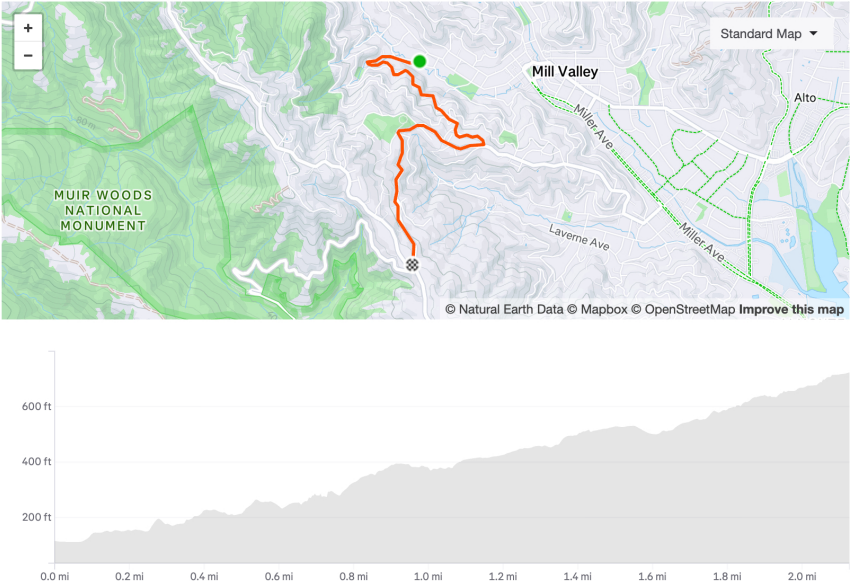 +
−
Standard Map
Mill Valley
Alto
Miller Ave
80 m
MUIR WOODS
NATIONAL
MONUMENT
Laverne Ave
Miller Ave
© Natural Earth Data © Mapbox © OpenStreetMap Improve this map
600 ft
400 ft
200 ft
0.0 mi 0.2 mi 0.4 mi 0.6 mi 0.8 mi 1.0 mi 1.2 mi 1.4 mi 1.6 mi 1.8 mi 2.0 mi